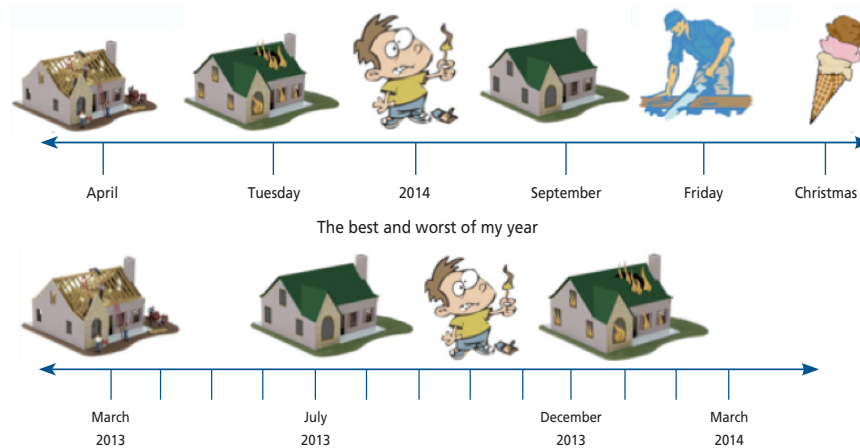 April Tuesday 2014 September Friday Christmas
The best and worst of my year
March July December March
2013 2013 2013 2014